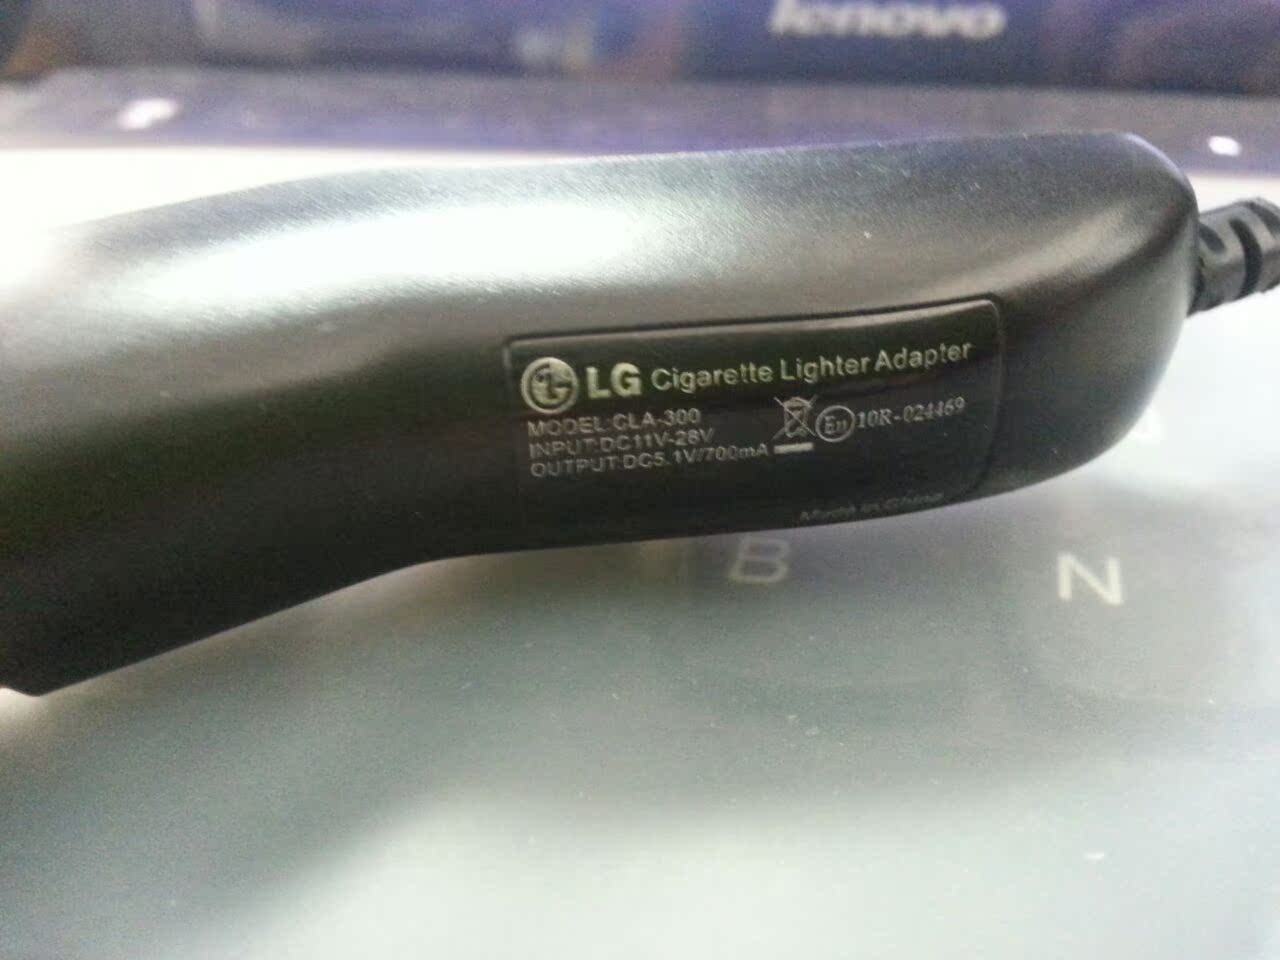 lenovo
LG Cigarette Lighter Adapter
MODEL:CLA-300
INPUT:DC11V-28V
OUTPUT:DC5.1V/700mA
E11 10R-024469
Made in China
B
N